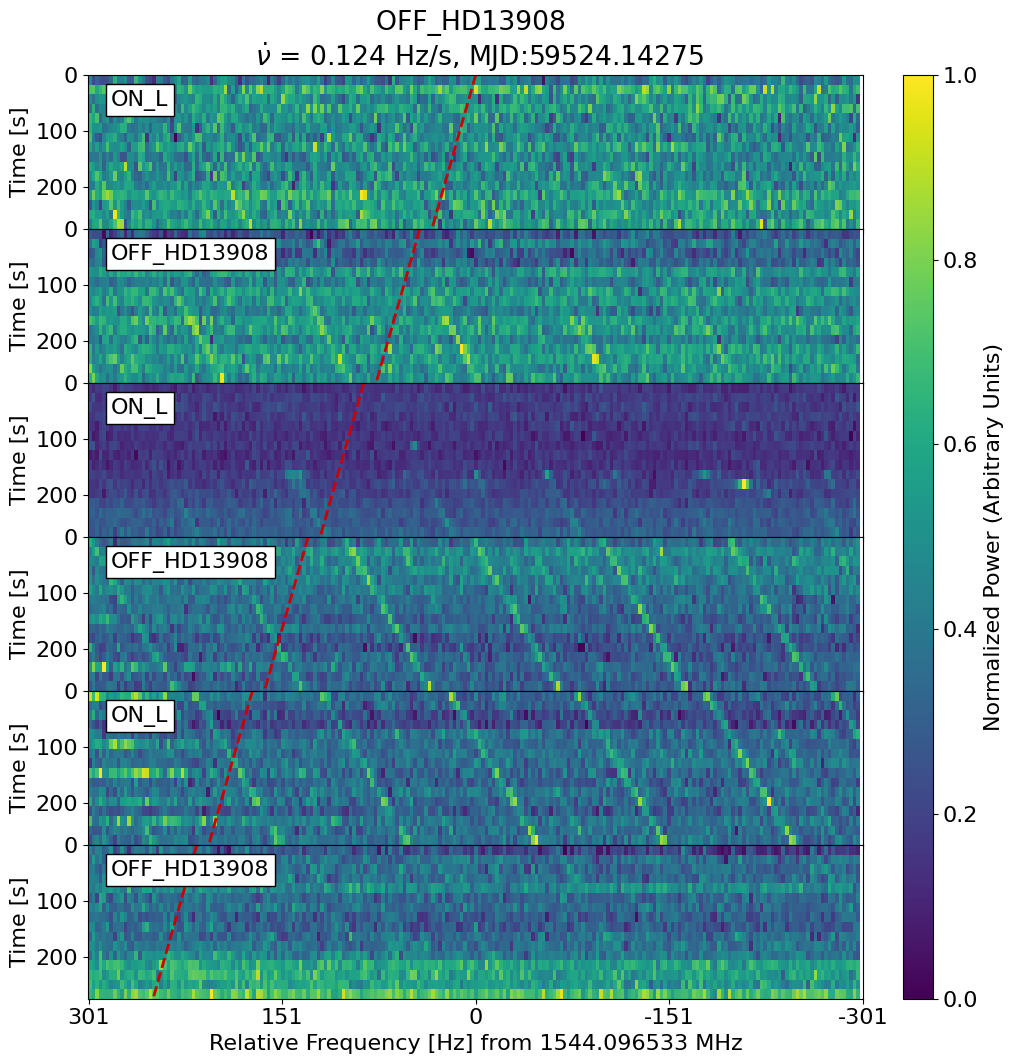 OFF_HD13908
ν̇ = 0.124 Hz/s, MJD:59524.14275
0
ON_L
100
200
Time [s]
0
OFF_HD13908
100
200
Time [s]
0
ON_L
100
200
Time [s]
0
OFF_HD13908
100
200
Time [s]
0
ON_L
100
200
Time [s]
0
OFF_HD13908
100
200
Time [s]
301 151 0 -151 -301
Relative Frequency [Hz] from 1544.096533 MHz
1.0
0.8
0.6
0.4
0.2
0.0
Normalized Power (Arbitrary Units)